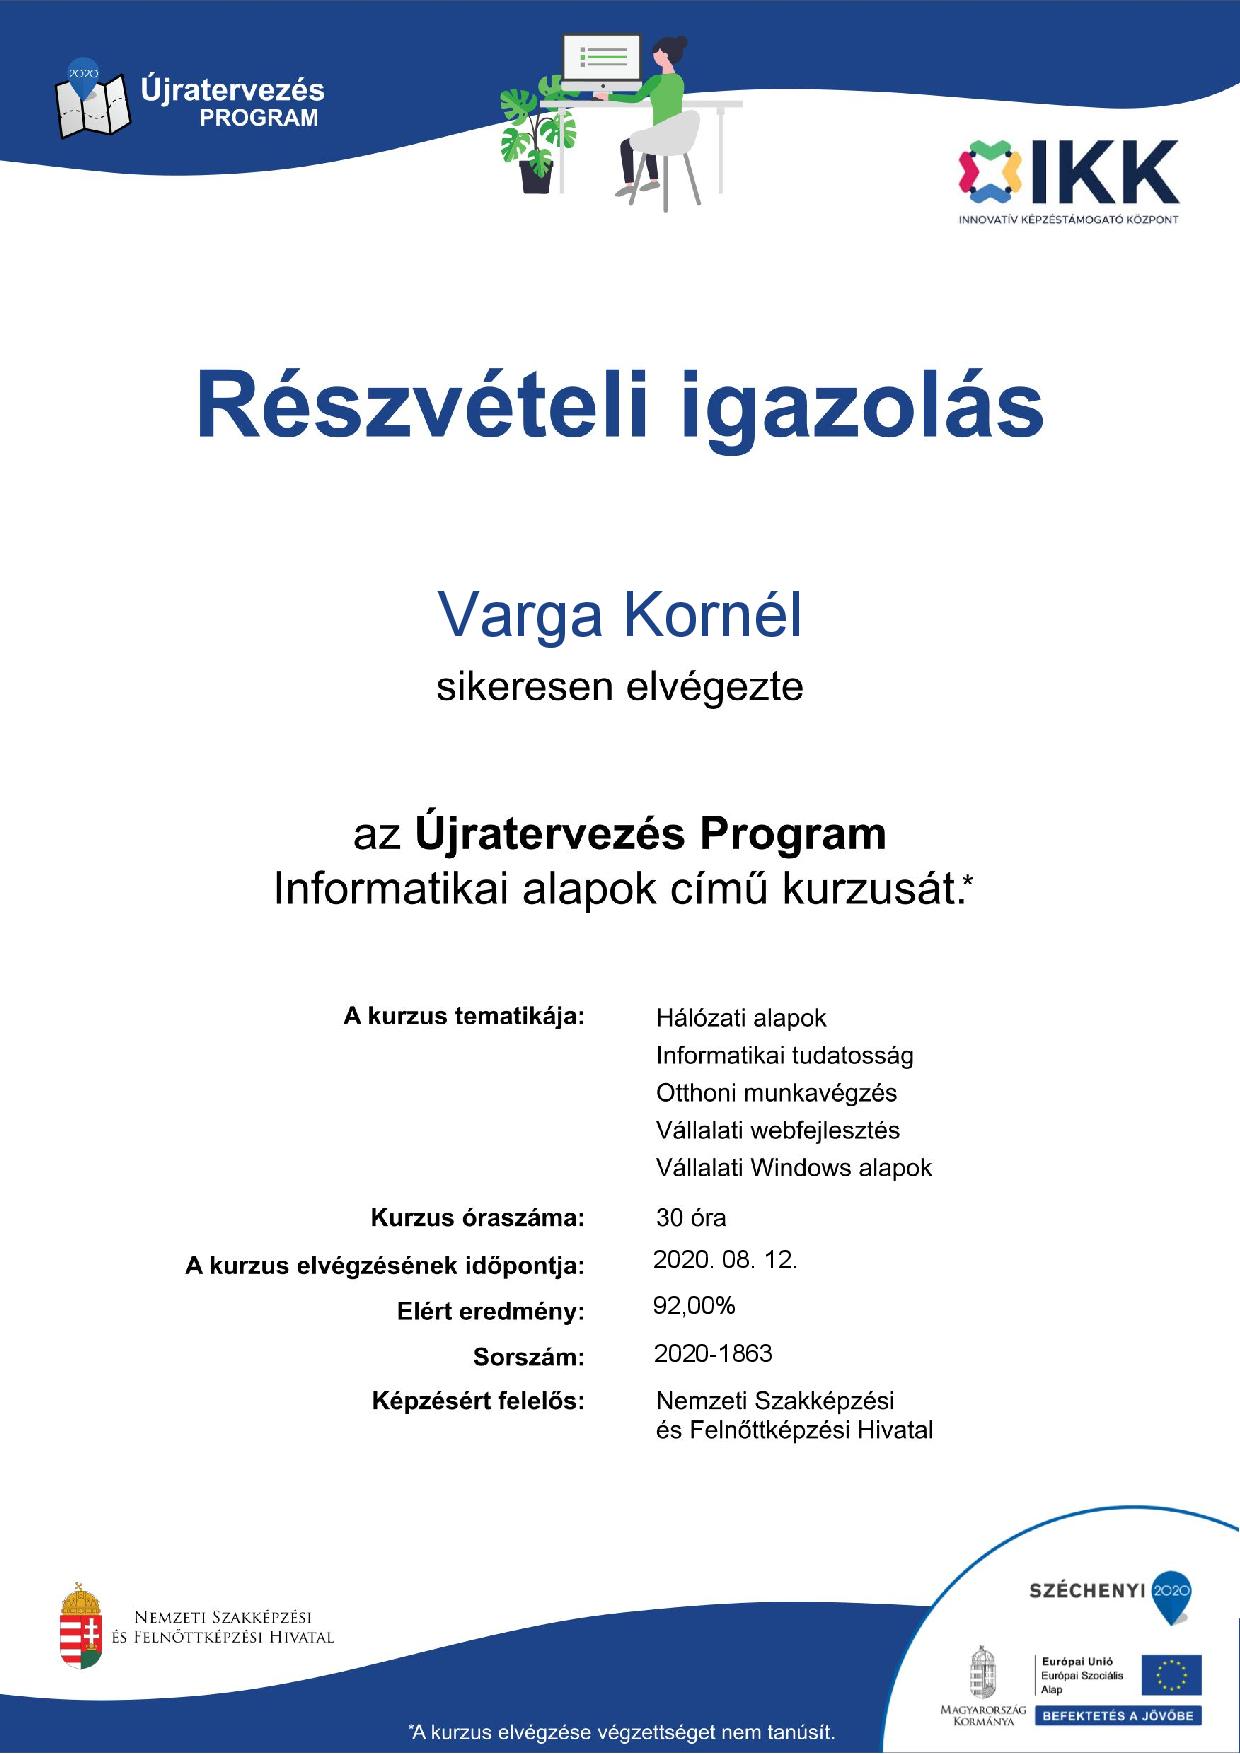 2020
Újratervezés
PROGRAM
IKK
INNOVATÍV KÉPZÉSTÁMOGATÓ KÖZPONT
Részvételi igazolás
Varga Kornél
sikeresen elvégezte
az Újratervezés Program
Informatikai alapok című kurzusát.*
A kurzus tematikája: Hálózati alapok
Informatikai tudatosság
Otthoni munkavégzés
Vállalati webfejlesztés
Vállalati Windows alapok
Kurzus óraszáma: 30 óra
A kurzus elvégzésének időpontja: 2020. 08. 12.
Elért eredmény: 92,00%
Sorszám: 2020-1863
Képzésért felelős: Nemzeti Szakképzési
és Felnőttképzési Hivatal
NEMZETI SZAKKÉPZÉSI
ÉS FELNŐTTKÉPZÉSI HIVATAL
SZÉCHENYI 2020
MAGYARORSZÁG
KORMÁNYA
Európai Unió
Európai Szociális
Alap
BEFEKTETÉS A JÖVŐBE
*A kurzus elvégzése végzettséget nem tanúsít.